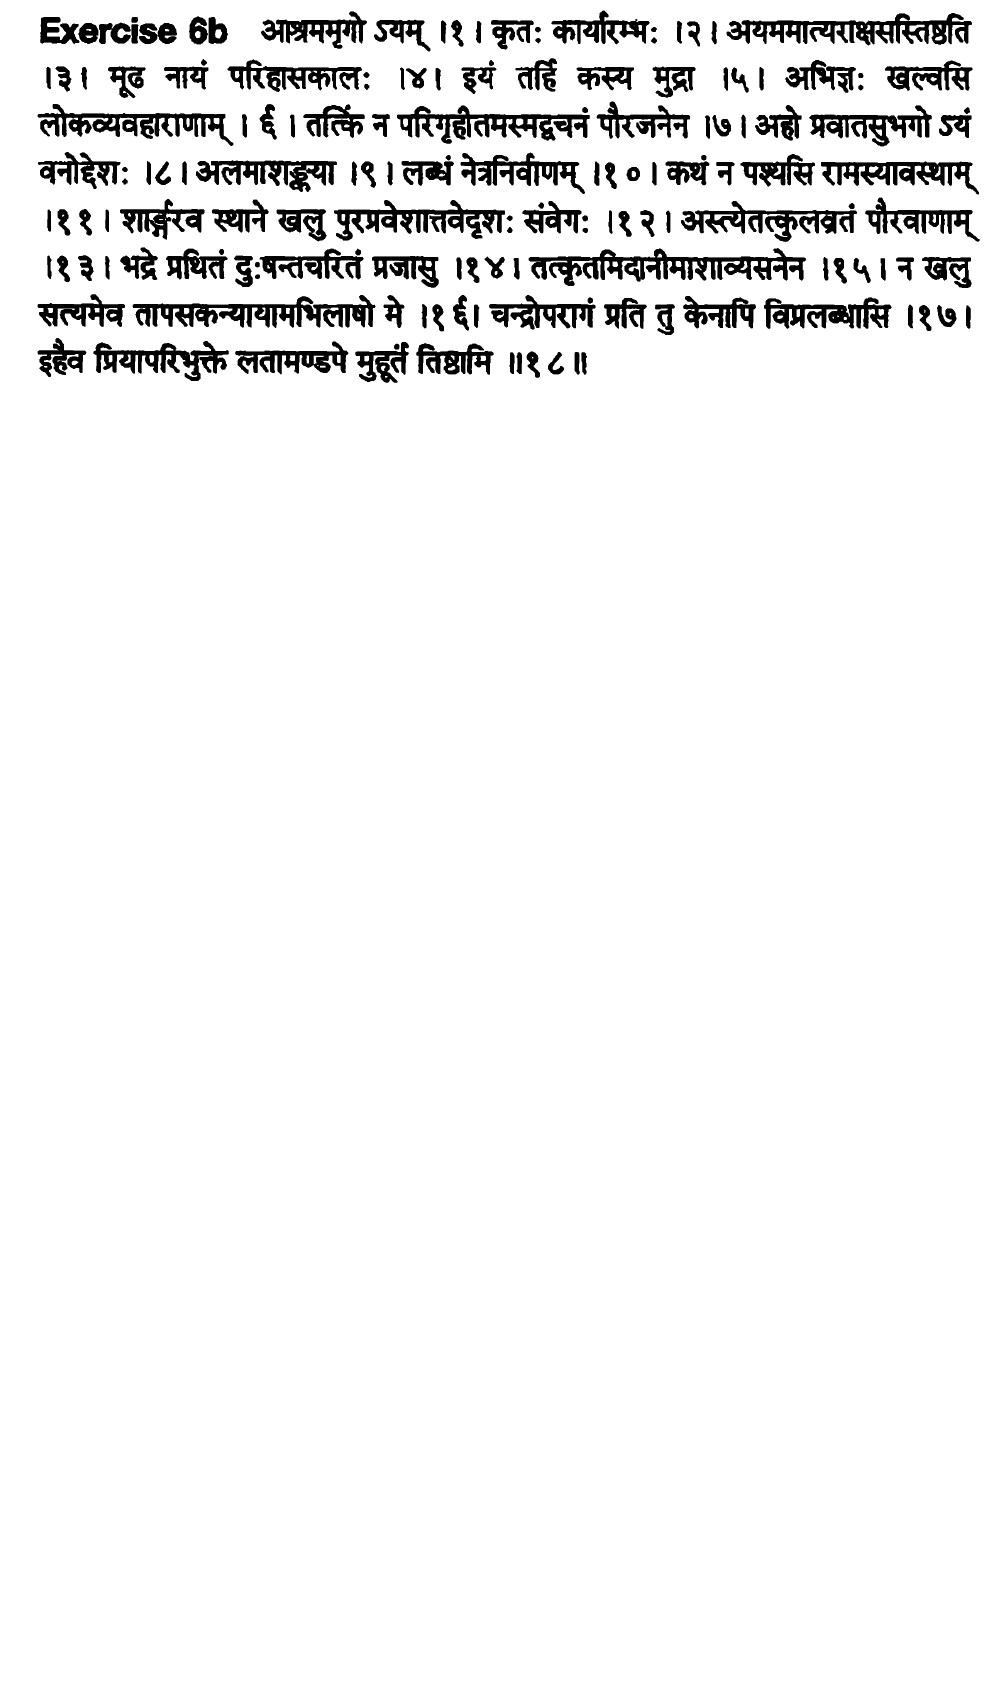 Exercise 6b आश्रममृगो ऽयम् ।१। कृतः कार्यारम्भः ।२। अयममात्यराक्षसस्तिष्ठति
।३। मूढ नायं परिहासकालः ।४। इयं तर्हि कस्य मुद्रा ।५। अभिज्ञः खल्वसि
लोकव्यवहाराणाम् ।६। तत्किं न परिगृहीतमस्मद्वचनं पौरजनेन ।७। अहो प्रवातसुभगो ऽयं
वनोद्देशः ।८। अलमाशङ्कया ।९। लब्धं नेत्रनिर्वाणम् ।१०। कथं न पश्यसि रामस्यावस्थाम्
।११। शार्ङ्गरव स्थाने खलु पुरप्रवेशात्तवेदृशः संवेगः ।१२। अस्त्येतत्कुलव्रतं पौरवाणाम्
।१३। भद्रे प्रथितं दुःषन्तचरितं प्रजासु ।१४। तत्कृतमिदानीमाशाव्यसनेन ।१५। न खलु
सत्यमेव तापसकन्यायामभिलाषो मे ।१६। चन्द्रोपरागं प्रति तु केनापि विप्रलब्धासि ।१७।
इहैव प्रियापरिभुक्ते लतामण्डपे मुहूर्तं तिष्ठामि ॥१८॥